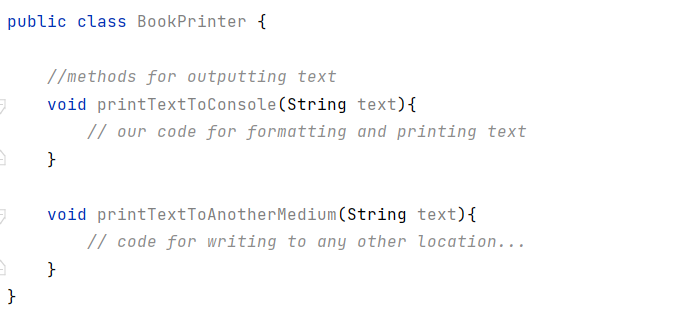 public class BookPrinter {
//methods for outputting text
void printTextToConsole(String text){
// our code for formatting and printing text
}
void printTextToAnotherMedium(String text){
// code for writing to any other location...
}
}